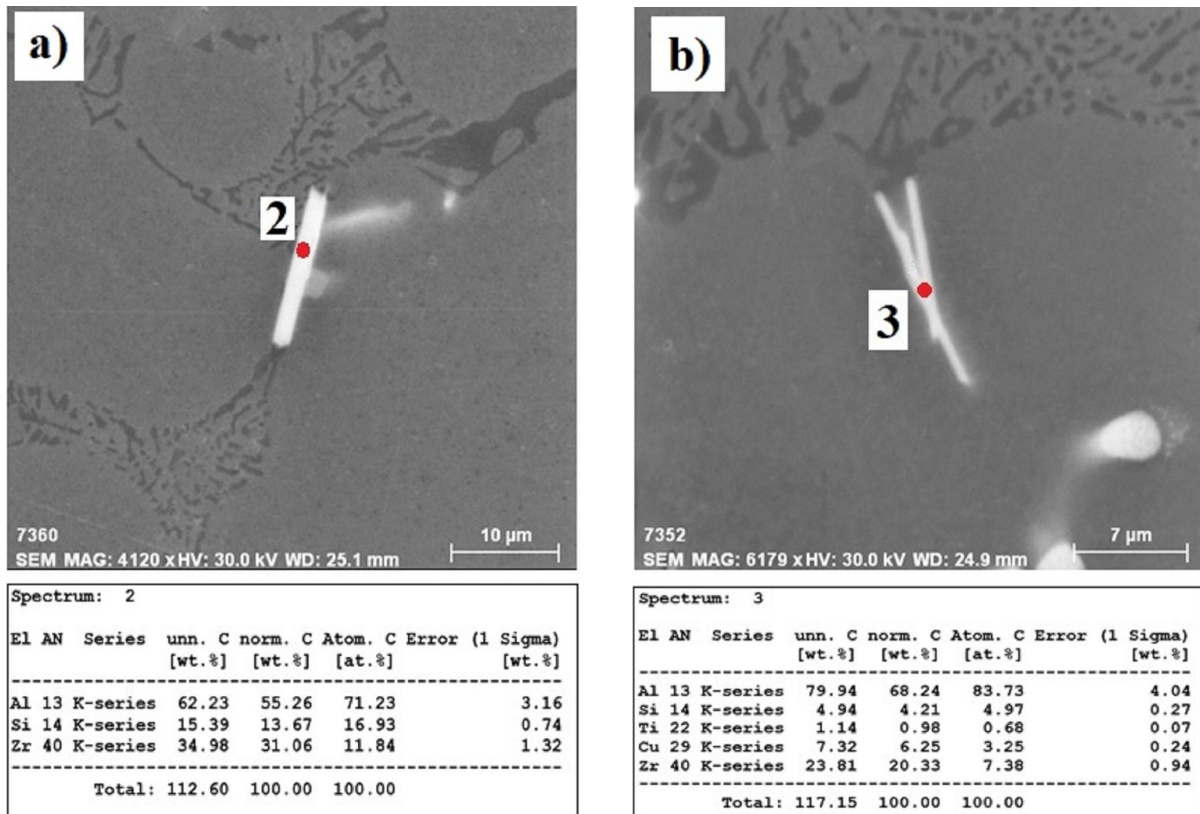 a)
2
7360
10 µm
SEM MAG: 4120 x HV: 30.0 kV WD: 25.1 mm
Spectrum: 2
El AN Series unn. C norm. C Atom. C Error (1 Sigma)
[wt.%] [wt.%] [at.%] [wt.%]
Al 13 K-series 62.23 55.26 71.23 3.16
Si 14 K-series 15.39 13.67 16.93 0.74
Zr 40 K-series 34.98 31.06 11.84 1.32
Total: 112.60 100.00 100.00
b)
3
7352
7 µm
SEM MAG: 6179 x HV: 30.0 kV WD: 24.9 mm
Spectrum: 3
El AN Series unn. C norm. C Atom. C Error (1 Sigma)
[wt.%] [wt.%] [at.%] [wt.%]
Al 13 K-series 79.94 68.24 83.73 4.04
Si 14 K-series 4.94 4.21 4.97 0.27
Ti 22 K-series 1.14 0.98 0.68 0.07
Cu 29 K-series 7.32 6.25 3.25 0.24
Zr 40 K-series 23.81 20.33 7.38 0.94
Total: 117.15 100.00 100.00